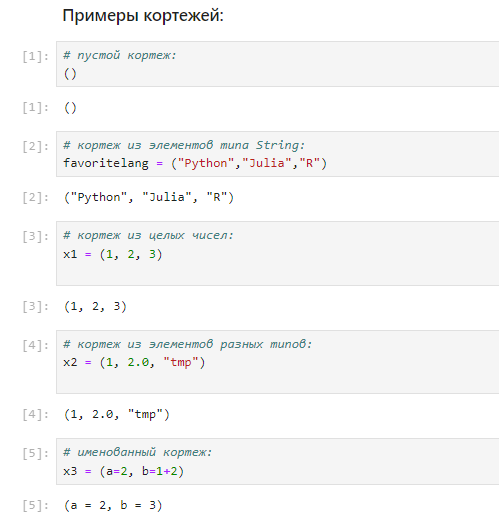 Примеры кортежей:
[1]: # пустой кортеж:
()
[1]: ()
[2]: # кортеж из элементов типа String:
favoritelang = ("Python","Julia","R")
[2]: ("Python", "Julia", "R")
[3]: # кортеж из целых чисел:
x1 = (1, 2, 3)
[3]: (1, 2, 3)
[4]: # кортеж из элементов разных типов:
x2 = (1, 2.0, "tmp")
[4]: (1, 2.0, "tmp")
[5]: # именованный кортеж:
x3 = (a=2, b=1+2)
[5]: (a = 2, b = 3)